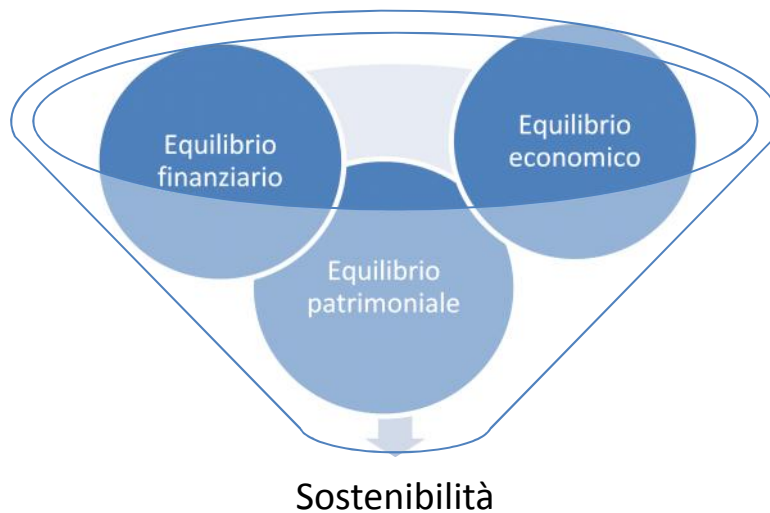 Equilibrio
finanziario
Equilibrio
economico
Equilibrio
patrimoniale
Sostenibilità